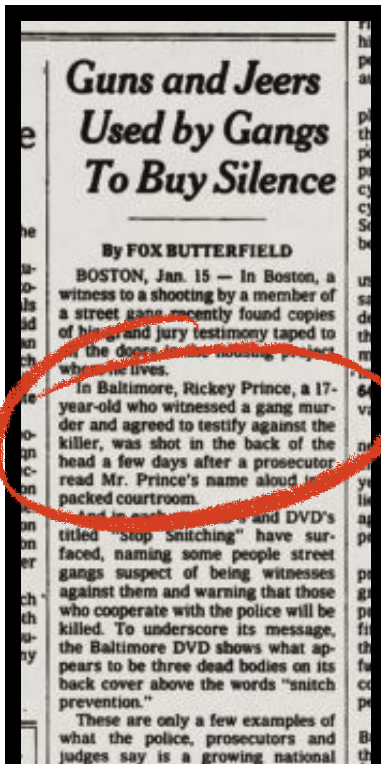 Guns and Jeers
Used by Gangs
To Buy Silence
By FOX BUTTERFIELD
BOSTON, Jan. 15 — In Boston, a
witness to a shooting by a member of
a street gang recently found copies
of his grand jury testimony taped to
the doors housing project
where he lives.
In Baltimore, Rickey Prince, a 17-
year-old who witnessed a gang mur-
der and agreed to testify against the
killer, was shot in the back of the
head a few days after a prosecutor
read Mr. Prince's name aloud in a
packed courtroom.
And in each and DVD's
titled "Stop Snitching" have sur-
faced, naming some people street
gangs suspect of being witnesses
against them and warning that those
who cooperate with the police will be
killed. To underscore its message,
the Baltimore DVD shows what ap-
pears to be three dead bodies on its
back cover above the words "snitch
prevention."
These are only a few examples of
what the police, prosecutors and
judges say is a growing national